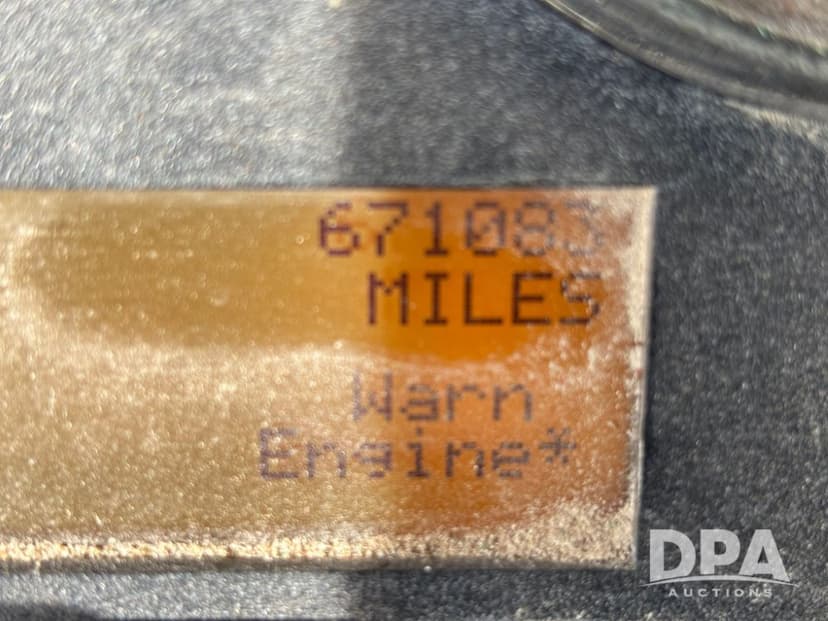 671083
MILES
Warn
Engine*
DPA
AUCTIONS